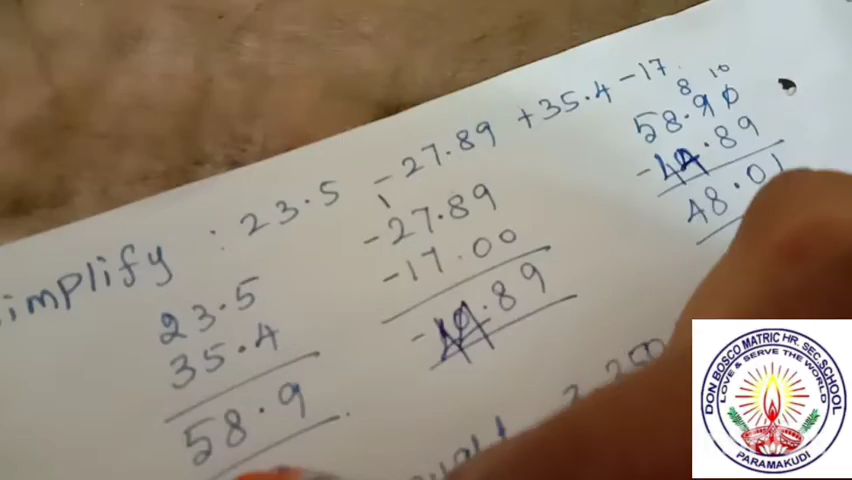 simplify : 23.5 - 27.89 + 35.4 - 17
23.5
35.4
58.9
1
- 27.89
- 17.00
- 44.89
8 10
58.90
- 44.89
48.01
DON BOSCO MATRIC HR. SEC. SCHOOL
LOVE & SERVE THE WORLD
PARAMAKUDI